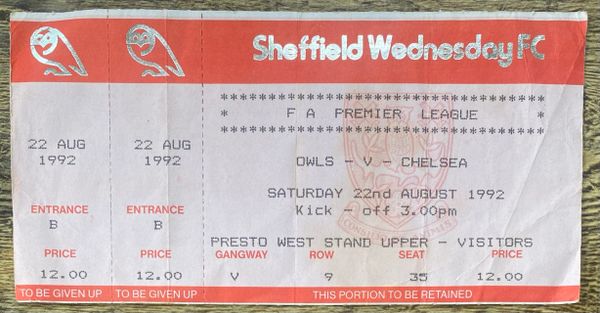 Sheffield Wednesday FC
22 AUG
1992
ENTRANCE
B
PRICE
12.00
TO BE GIVEN UP
22 AUG
1992
ENTRANCE
B
PRICE
12.00
TO BE GIVEN UP
************************************
* F A PREMIER LEAGUE *
************************************
OWLS - V - CHELSEA
SATURDAY 22nd AUGUST 1992
Kick - off 3.00pm
PRESTO WEST STAND UPPER - VISITORS
GANGWAY ROW SEAT PRICE
V 9 35 12.00
THIS PORTION TO BE RETAINED